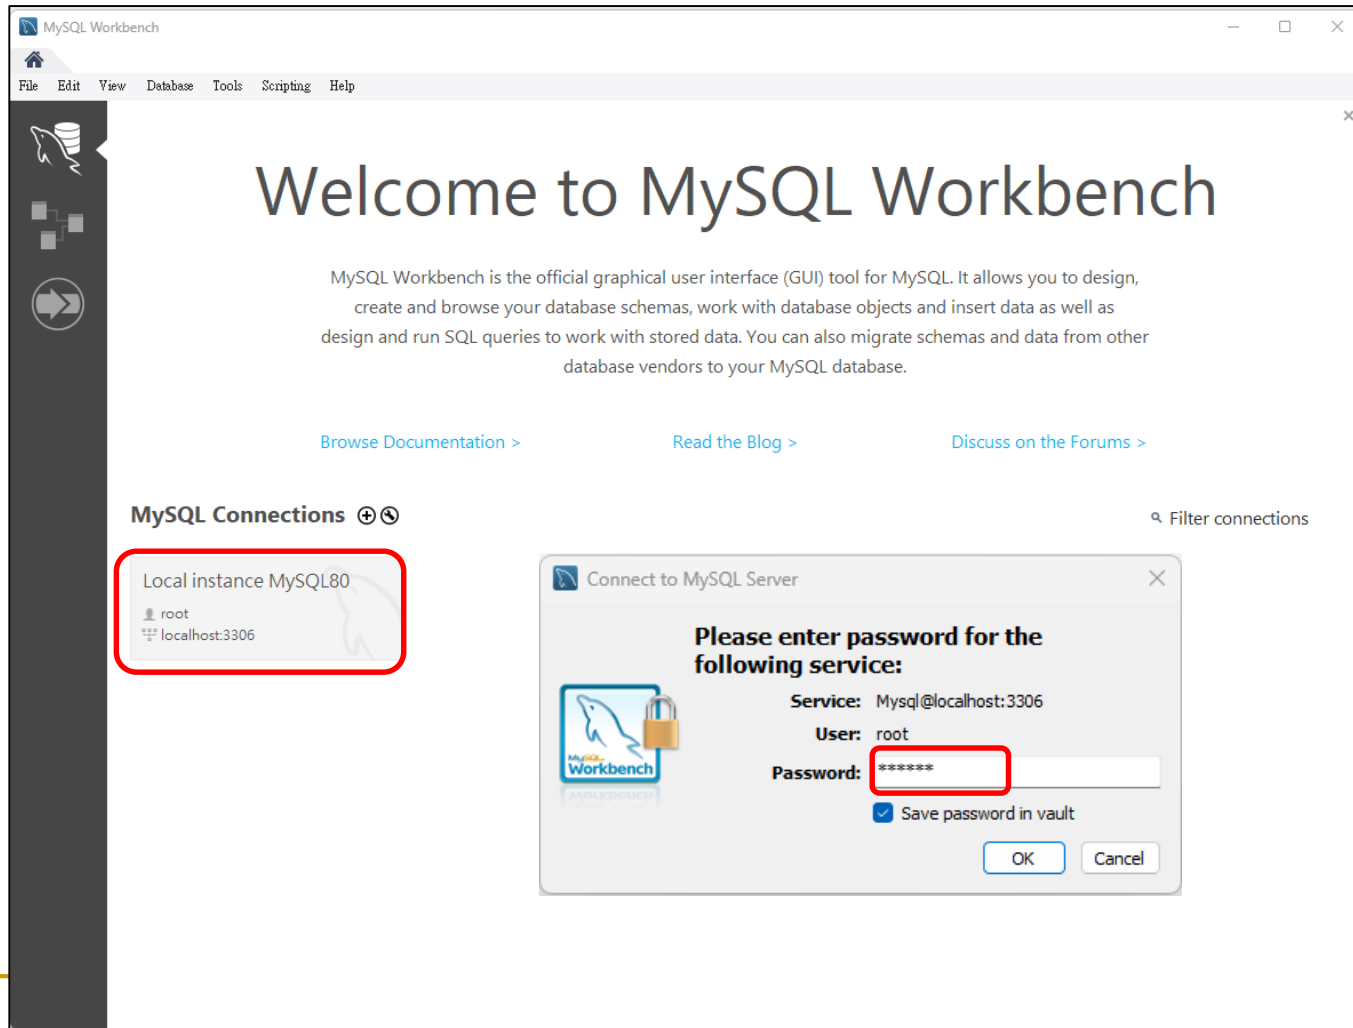 MySQL Workbench
File Edit View Database Tools Scripting Help
Welcome to MySQL Workbench
MySQL Workbench is the official graphical user interface (GUI) tool for MySQL. It allows you to design,
create and browse your database schemas, work with database objects and insert data as well as
design and run SQL queries to work with stored data. You can also migrate schemas and data from other
database vendors to your MySQL database.
Browse Documentation > Read the Blog > Discuss on the Forums >
MySQL Connections
Filter connections
Local instance MySQL80
root
localhost:3306
Connect to MySQL Server
Please enter password for the
following service:
Service: Mysql@localhost:3306
User: root
Password: ******
Save password in vault
OK Cancel
MySQL
Workbench